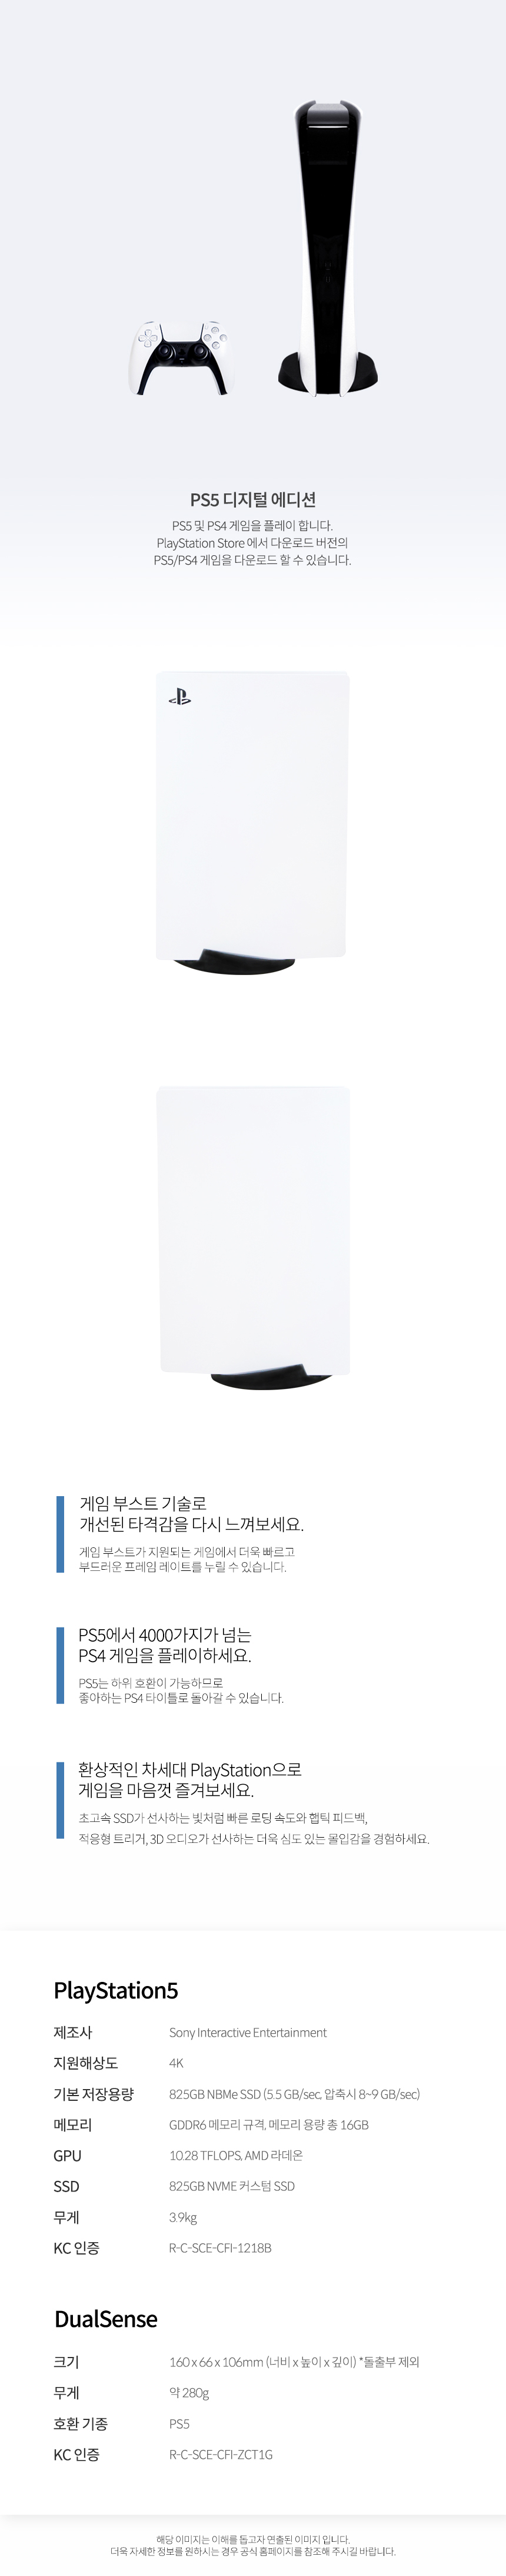 PS5 디지털 에디션
PS5 및 PS4 게임을 플레이 합니다.
PlayStation Store 에서 다운로드 버전의
PS5/PS4 게임을 다운로드 할 수 있습니다.
게임 부스트 기술로
개선된 타격감을 다시 느껴보세요.
게임 부스트가 지원되는 게임에서 더욱 빠르고
부드러운 프레임 레이트를 누릴 수 있습니다.
PS5에서 4000가지가 넘는
PS4 게임을 플레이하세요.
PS5는 하위 호환이 가능하므로
좋아하는 PS4 타이틀로 돌아갈 수 있습니다.
환상적인 차세대 PlayStation으로
게임을 마음껏 즐겨보세요.
초고속 SSD가 선사하는 빛처럼 빠른 로딩 속도와 햅틱 피드백,
적응형 트리거, 3D 오디오가 선사하는 더욱 심도 있는 몰입감을 경험하세요.
PlayStation5
제조사 Sony Interactive Entertainment
지원해상도 4K
기본 저장용량 825GB NBMe SSD (5.5 GB/sec, 압축시 8~9 GB/sec)
메모리 GDDR6 메모리 규격, 메모리 용량 총 16GB
GPU 10.28 TFLOPS, AMD 라데온
SSD 825GB NVME 커스텀 SSD
무게 3.9kg
KC 인증 R-C-SCE-CFI-1218B
DualSense
크기 160 x 66 x 106mm (너비 x 높이 x 깊이) *돌출부 제외
무게 약 280g
호환 기종 PS5
KC 인증 R-C-SCE-CFI-ZCT1G
해당 이미지는 이해를 돕고자 연출된 이미지 입니다.
더욱 자세한 정보를 원하시는 경우 공식 홈페이지를 참조해 주시길 바랍니다.